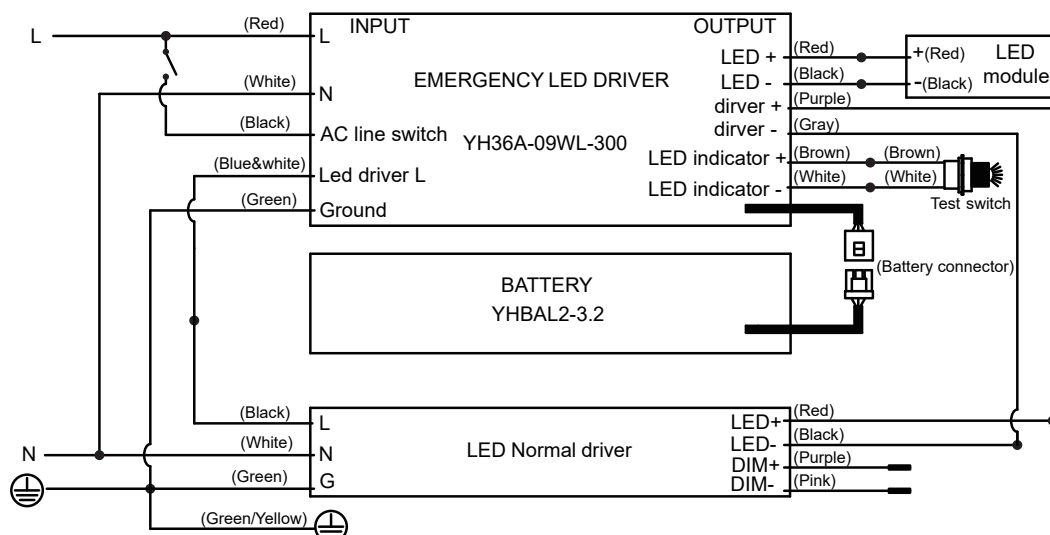 L
(Red)
L
INPUT
OUTPUT
(White)
N
EMERGENCY LED DRIVER
(Black)
AC line switch
YH36A-09WL-300
(Blue&white)
Led driver L
(Green)
Ground
LED +
(Red)
+(Red)
LED
module
LED -
(Black)
-(Black)
dirver +
(Purple)
dirver -
(Gray)
LED indicator +
(Brown)
(Brown)
LED indicator -
(White)
(White)
Test switch
(Battery connector)
BATTERY
YHBAL2-3.2
(Black)
L
N
(White)
N
LED Normal driver
(Green)
G
(Green/Yellow)
LED+
(Red)
LED-
(Black)
DIM+
(Purple)
DIM-
(Pink)